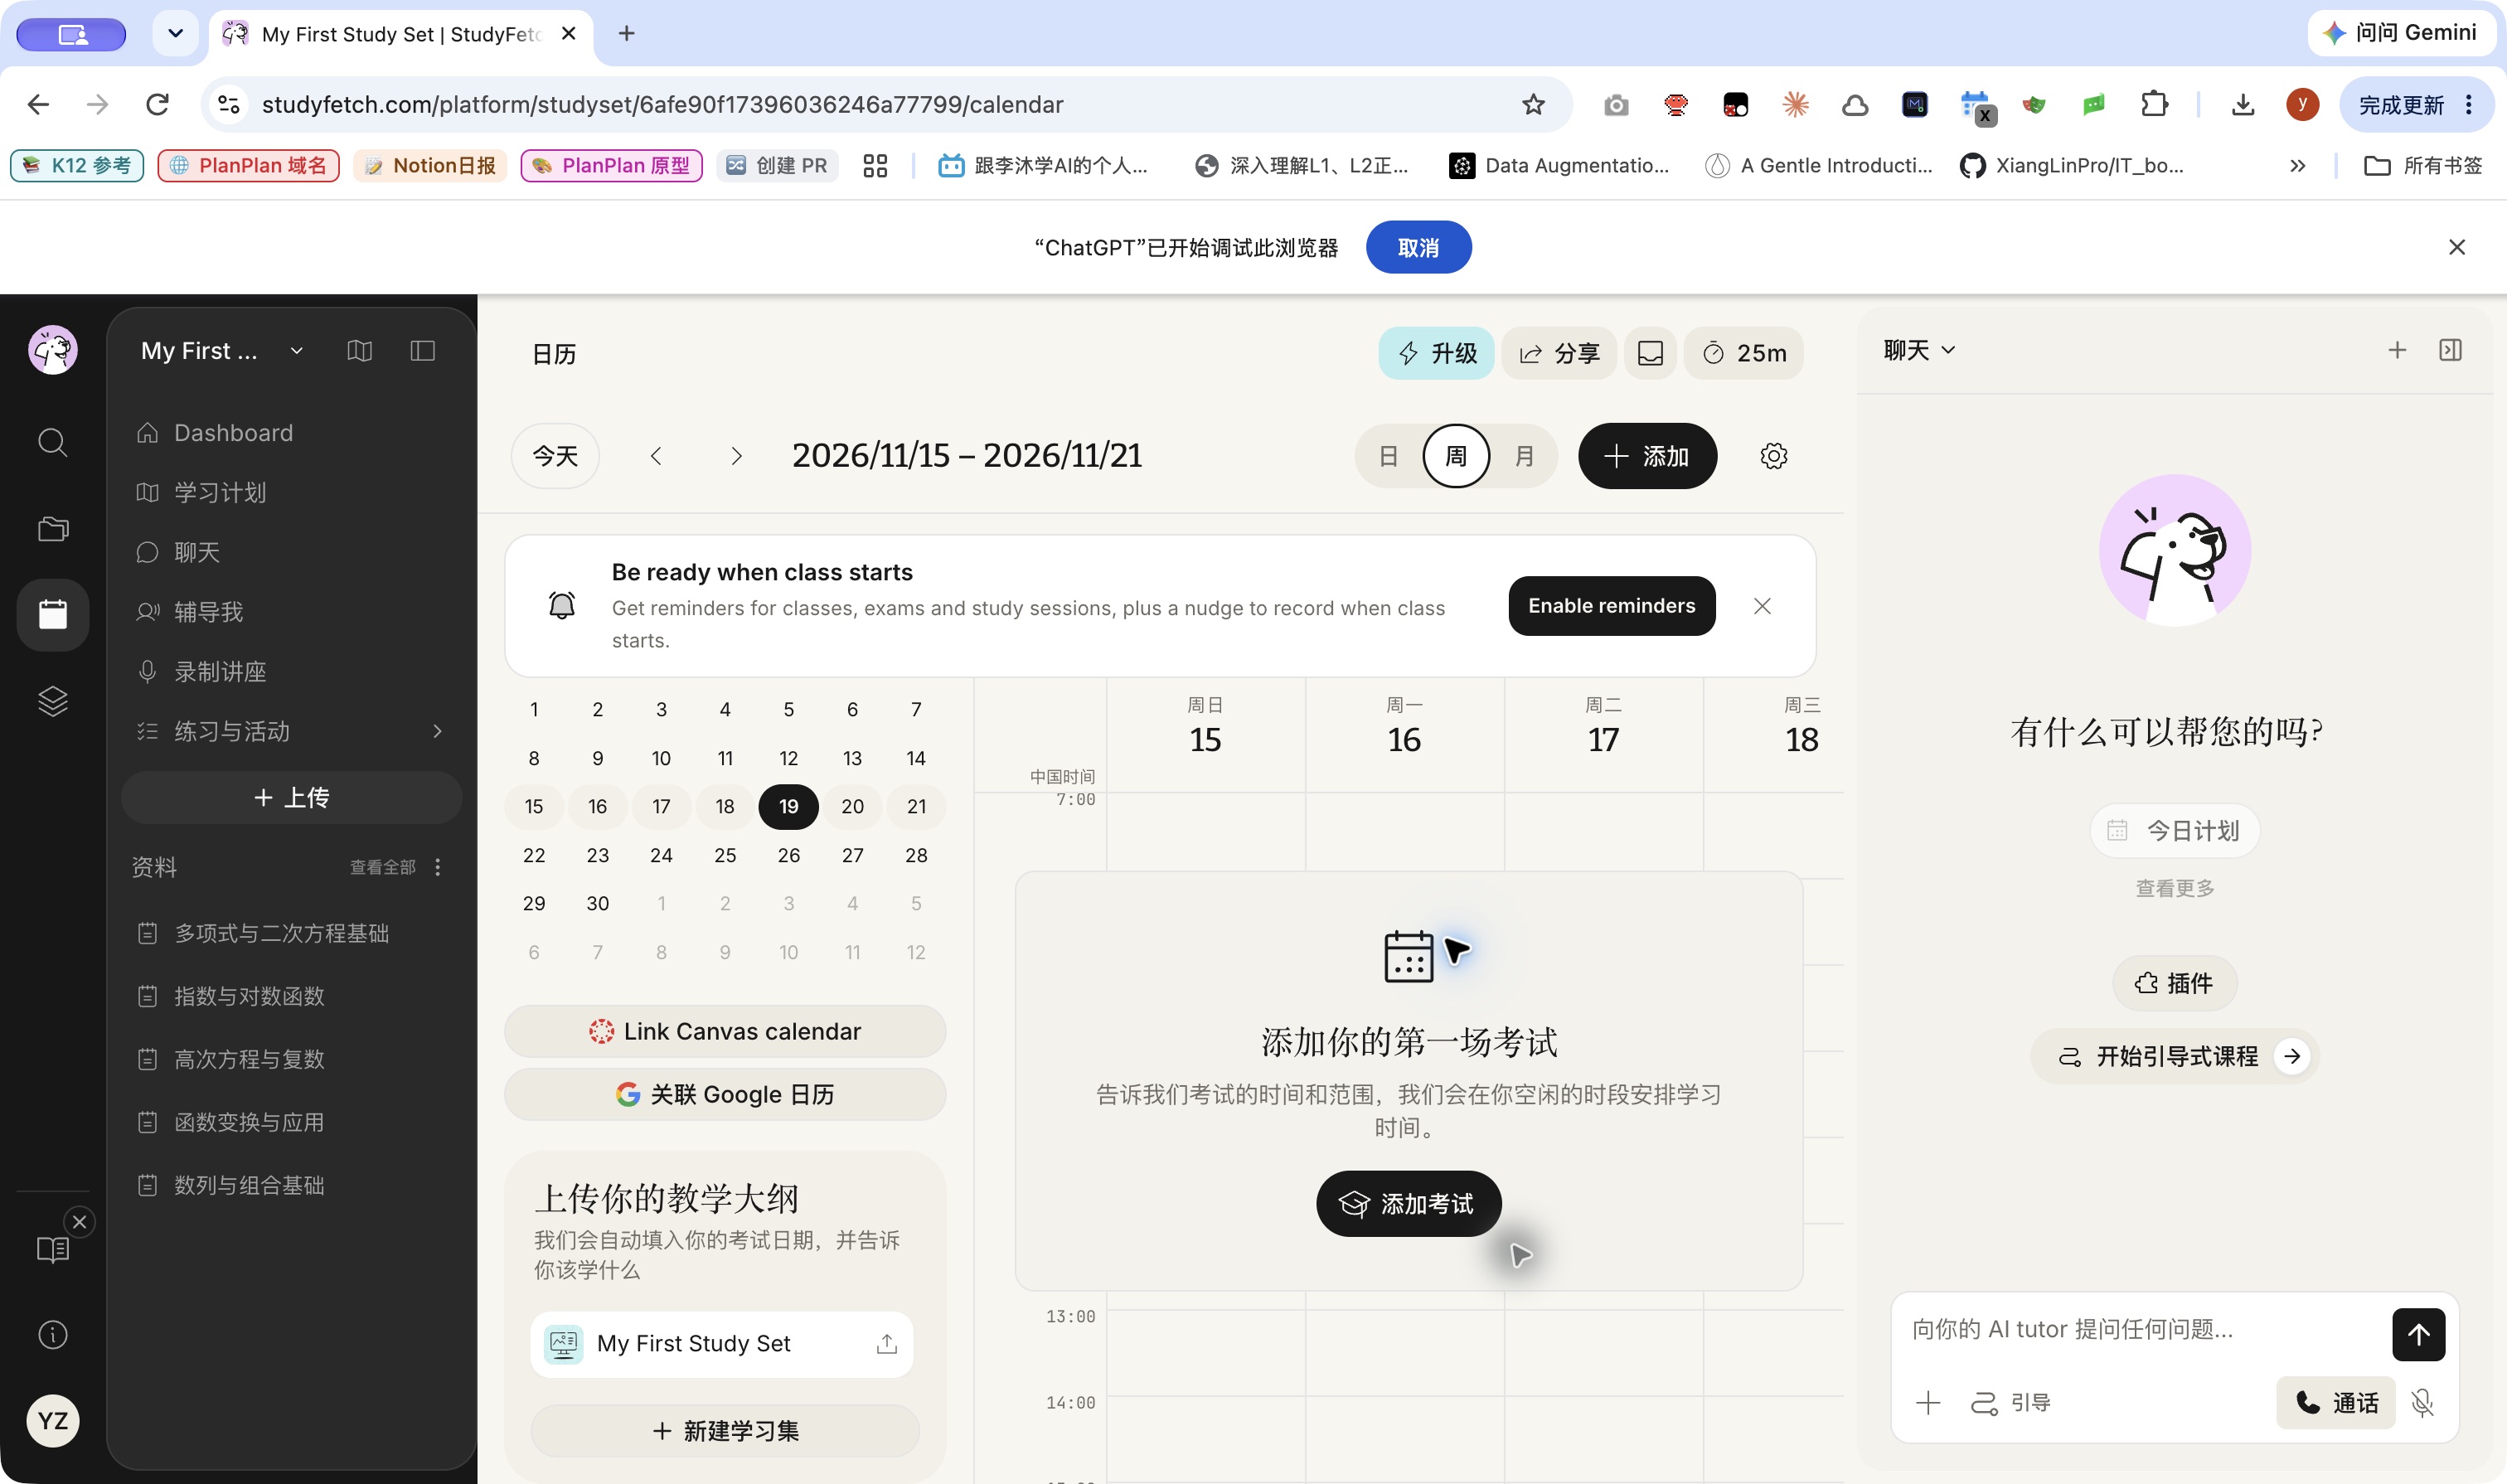 My First Study Set | StudyFetc
问问 Gemini
studyfetch.com/platform/studyset/6afe90f17396036246a77799/calendar
X
y
完成更新
K12 参考
PlanPlan 域名
Notion日报
PlanPlan 原型
创建 PR
跟李沐学AI的个人...
深入理解L1、L2正...
Data Augmentatio...
A Gentle Introducti...
XiangLinPro/IT_bo...
所有书签
“ChatGPT”已开始调试此浏览器
取消
My First ...
Dashboard
学习计划
聊天
辅导我
录制讲座
练习与活动
+ 上传
资料
查看全部
多项式与二次方程基础
指数与对数函数
高次方程与复数
函数变换与应用
数列与组合基础
YZ
日历
升级
分享
25m
今天
2026/11/15 – 2026/11/21
日
周
月
+ 添加
Be ready when class starts
Get reminders for classes, exams and study sessions, plus a nudge to record when class
starts.
Enable reminders
1 2 3 4 5 6 7
8 9 10 11 12 13 14
15 16 17 18 19 20 21
22 23 24 25 26 27 28
29 30 1 2 3 4 5
6 7 8 9 10 11 12
Link Canvas calendar
关联 Google 日历
上传你的教学大纲
我们会自动填入你的考试日期，并告诉
你该学什么
My First Study Set
+ 新建学习集
周日
15
周一
16
周二
17
周三
18
中国时间
7:00
添加你的第一场考试
告诉我们考试的时间和范围，我们会在你空闲的时段安排学习
时间。
添加考试
13:00
14:00
聊天
有什么可以帮您的吗?
今日计划
查看更多
插件
开始引导式课程
向你的 AI tutor 提问任何问题...
引导
通话